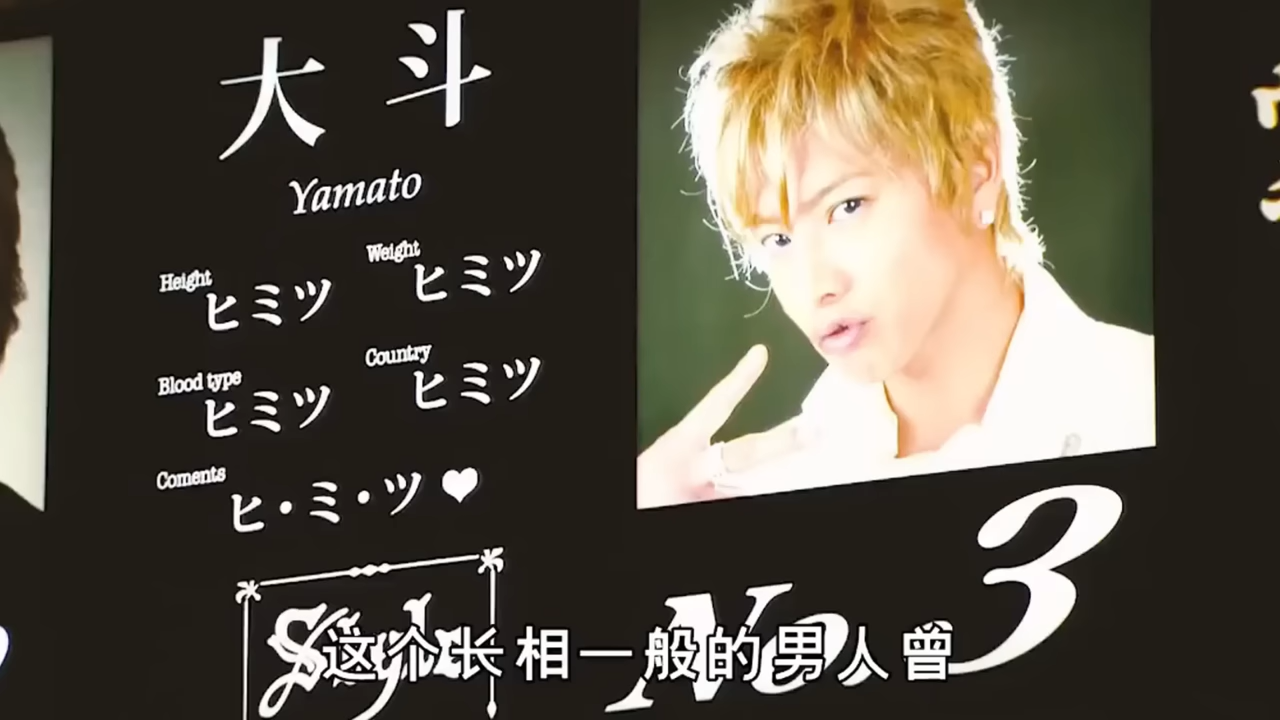 大斗
Yamato
Height
ヒミツ
Weight
ヒミツ
Blood type
ヒミツ
Country
ヒミツ
Coments
ヒ・ミ・ツ♥
Style
No.3
这个长相一般的男人曾